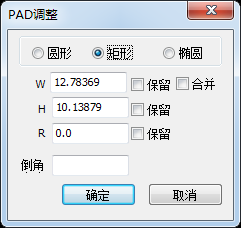 PAD调整
圆形 矩形 椭圆
W 12.78369 保留 合并
H 10.13879 保留
R 0.0 保留
倒角
确定 取消